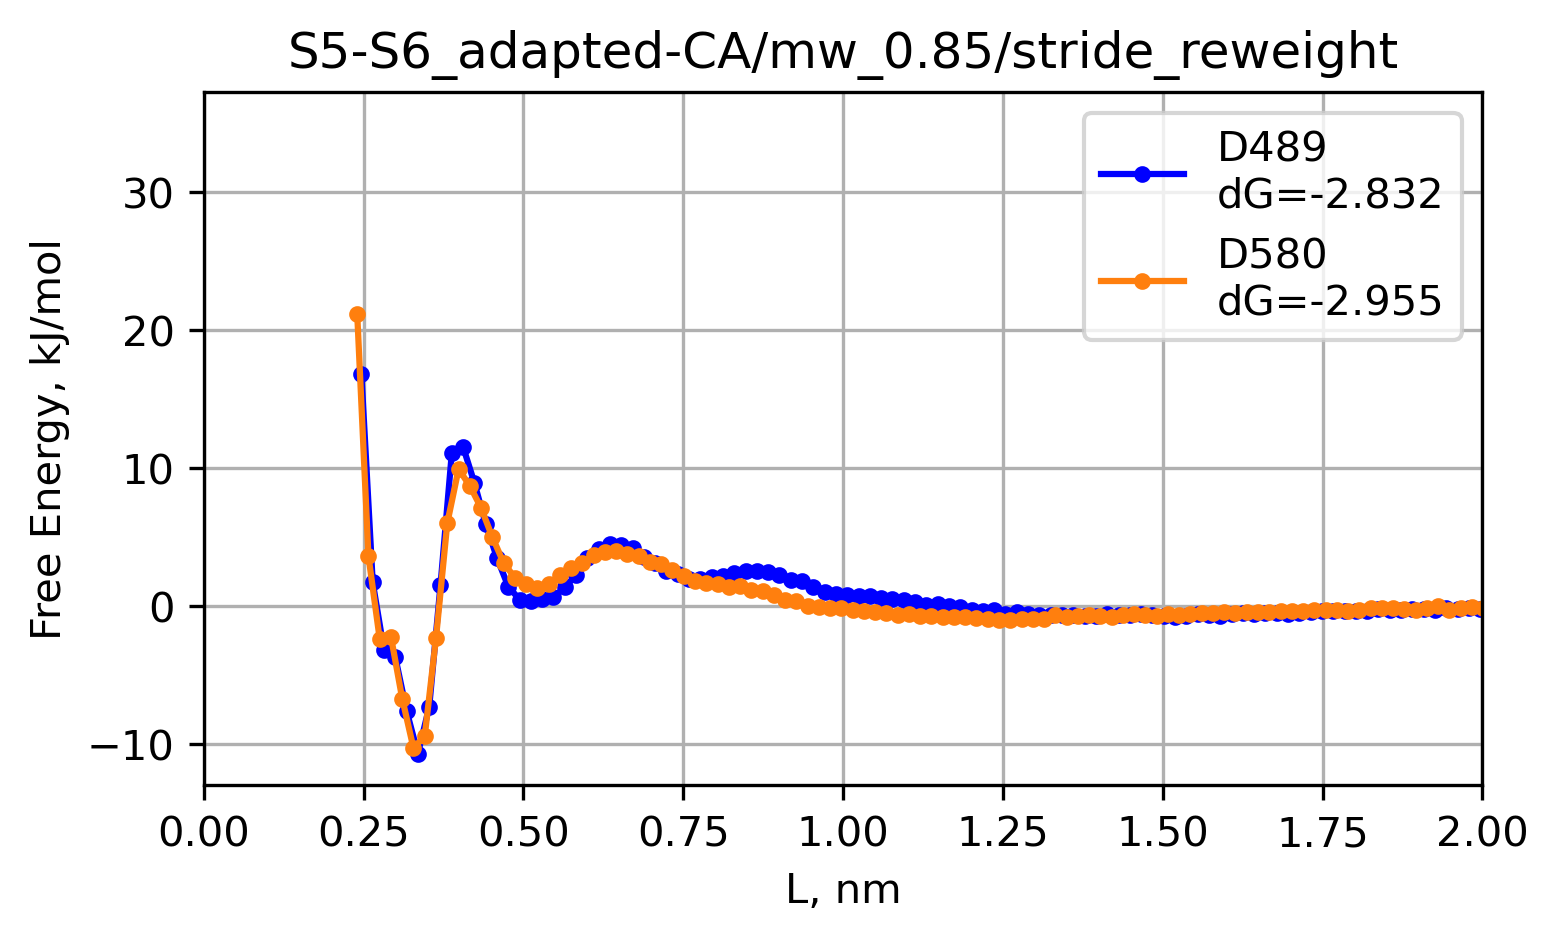 S5-S6_adapted-CA/mw_0.85/stride_reweight
D489
dG=-2.832
D580
dG=-2.955
30
20
10
0
−10
Free Energy, kJ/mol
0.00 0.25 0.50 0.75 1.00 1.25 1.50 1.75 2.00
L, nm